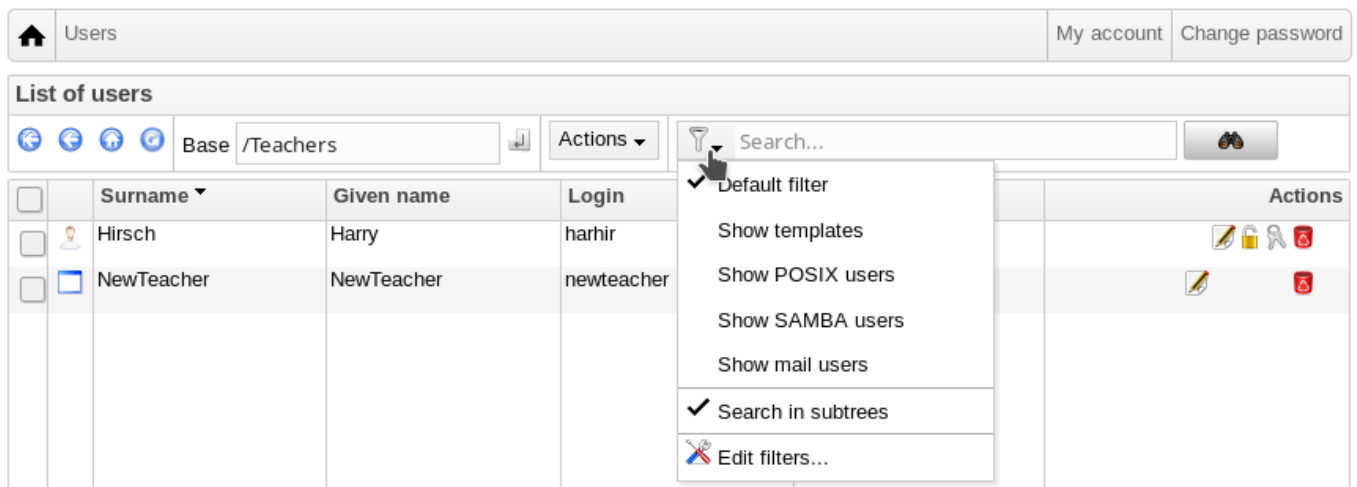 Users My account Change password
List of users
Base /Teachers Actions Search...
Surname Given name Login Actions
Hirsch Harry harhir
NewTeacher NewTeacher newteacher
Default filter
Show templates
Show POSIX users
Show SAMBA users
Show mail users
Search in subtrees
Edit filters...